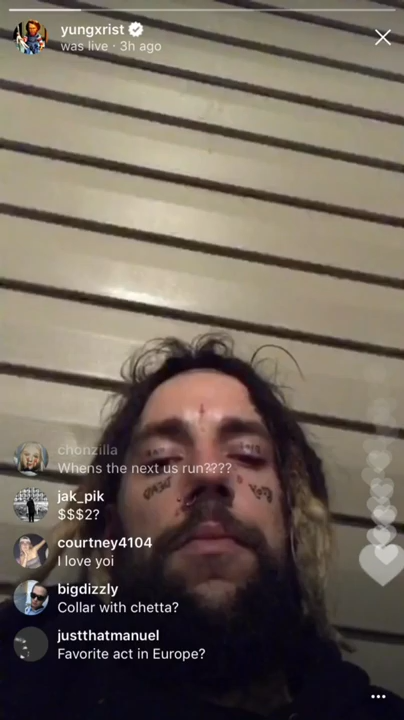 yungxrist
was live · 3h ago
chonzilla
Whens the next us run????
jak_pik
$$$2?
courtney4104
I love yoi
bigdizzly
Collar with chetta?
justthatmanuel
Favorite act in Europe?